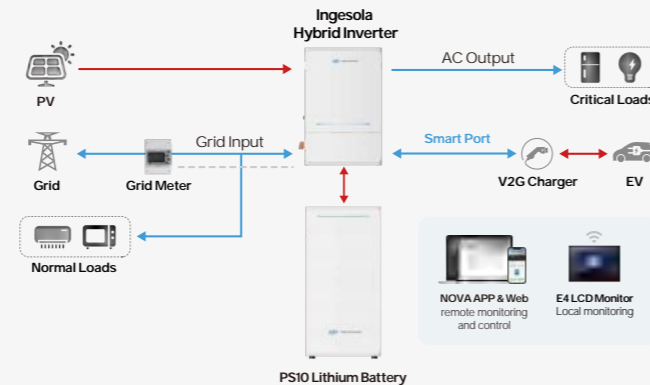 Ingesola
Hybrid Inverter
PV
AC Output
Critical Loads
Grid Input
Smart Port
Grid
Grid Meter
V2G Charger
EV
Normal Loads
NOVA APP & Web
remote monitoring
and control
E4 LCD Monitor
Local monitoring
PS10 Lithium Battery